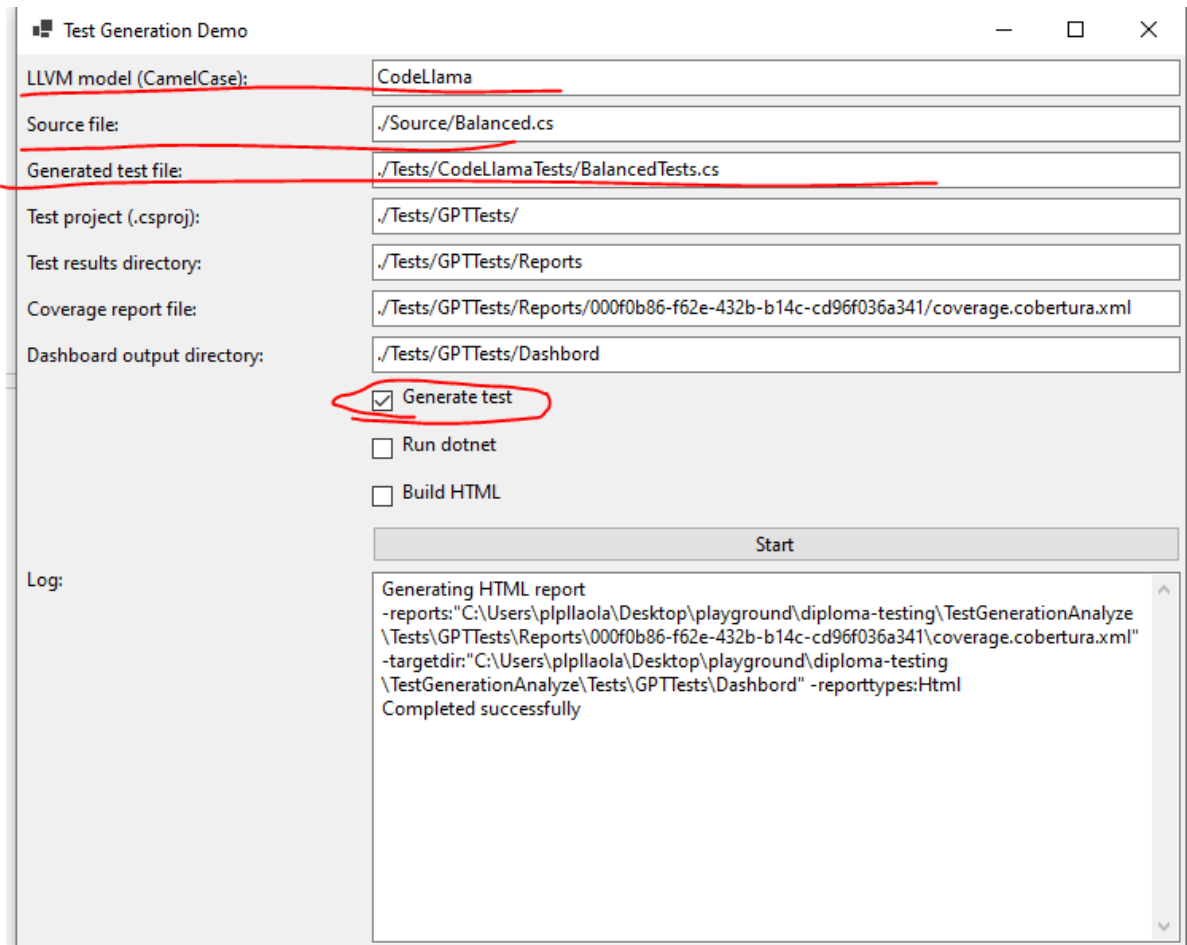 Test Generation Demo
LLVM model (CamelCase): CodeLlama
Source file: ./Source/Balanced.cs
Generated test file: ./Tests/CodeLlamaTests/BalancedTests.cs
Test project (.csproj): ./Tests/GPTTests/
Test results directory: ./Tests/GPTTests/Reports
Coverage report file: ./Tests/GPTTests/Reports/000f0b86-f62e-432b-b14c-cd96f036a341/coverage.cobertura.xml
Dashboard output directory: ./Tests/GPTTests/Dashbord
Generate test
Run dotnet
Build HTML
Start
Log:
Generating HTML report
-reports:"C:\Users\plpllaola\Desktop\playground\diploma-testing\TestGenerationAnalyze
\Tests\GPTTests\Reports\000f0b86-f62e-432b-b14c-cd96f036a341\coverage.cobertura.xml"
-targetdir:"C:\Users\plpllaola\Desktop\playground\diploma-testing
\TestGenerationAnalyze\Tests\GPTTests\Dashbord" -reporttypes:Html
Completed successfully